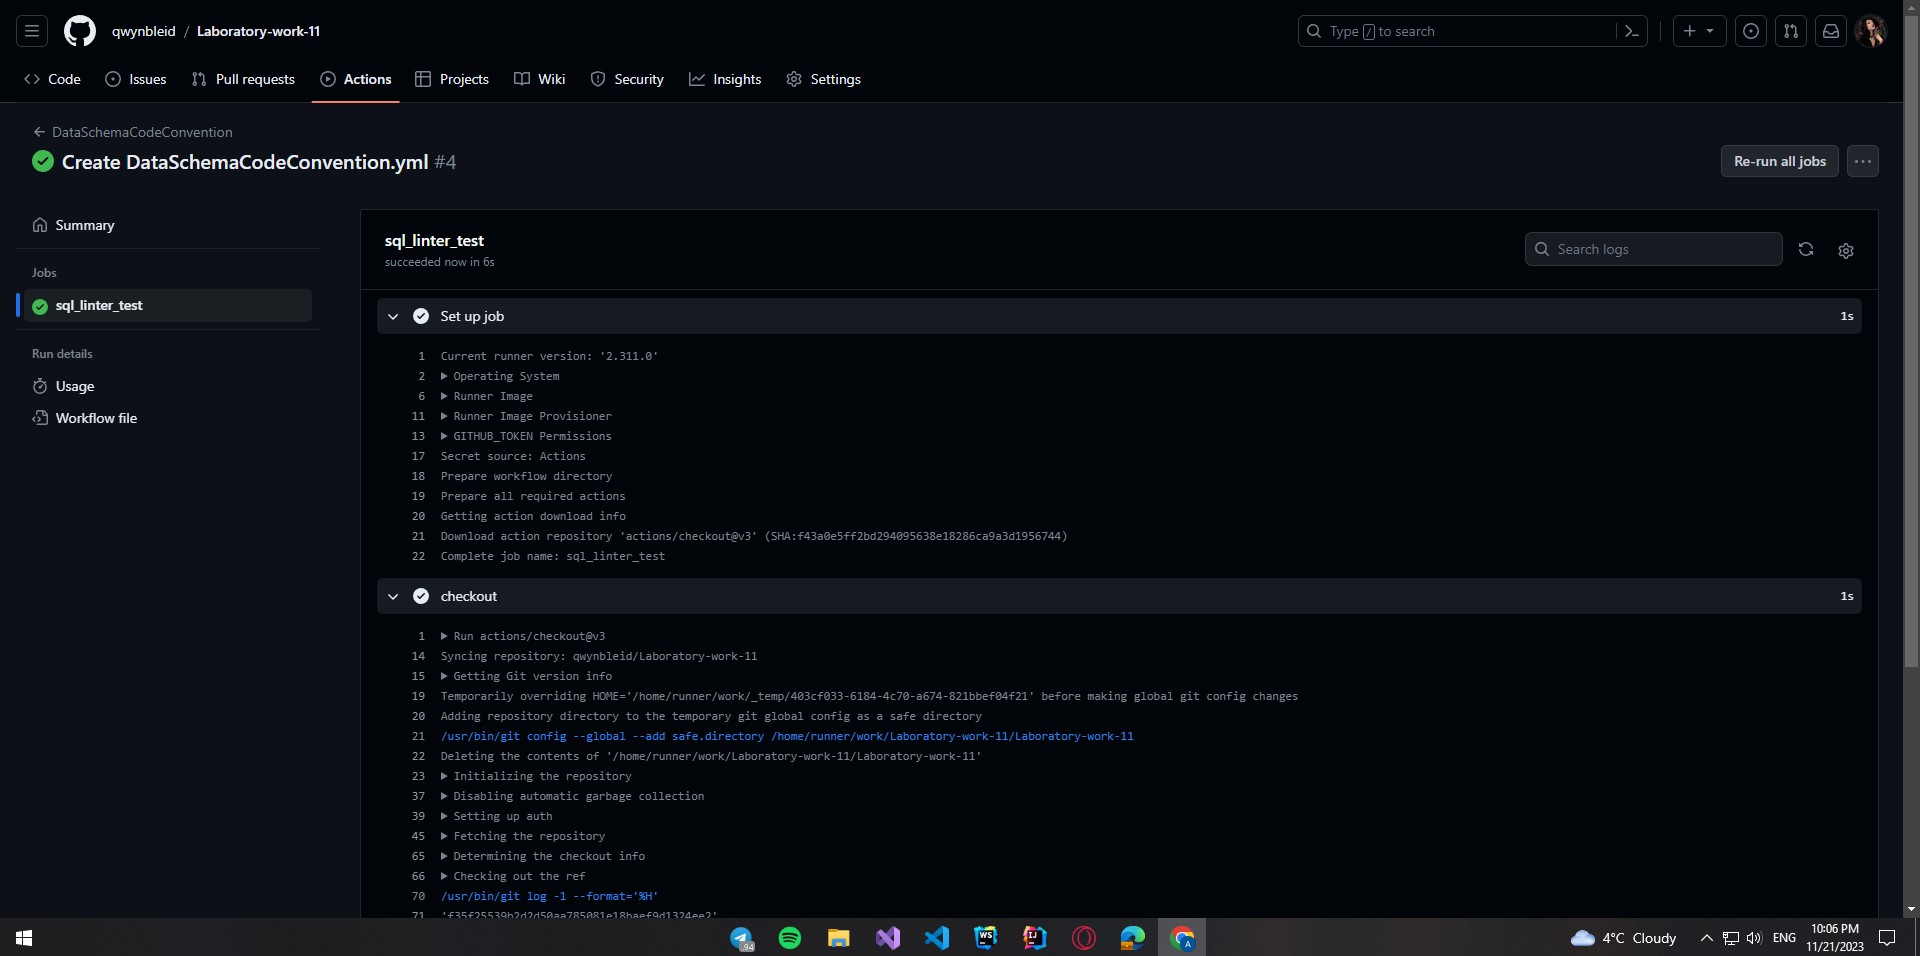 qwynbleid / Laboratory-work-11
Type / to search
Code Issues Pull requests Actions Projects Wiki Security Insights Settings
DataSchemaCodeConvention
Create DataSchemaCodeConvention.yml #4
Re-run all jobs
Summary
Jobs
sql_linter_test
Run details
Usage
Workflow file
sql_linter_test
succeeded now in 6s
Search logs
Set up job 1s
1 Current runner version: '2.311.0'
2 Operating System
6 Runner Image
11 Runner Image Provisioner
13 GITHUB_TOKEN Permissions
17 Secret source: Actions
18 Prepare workflow directory
19 Prepare all required actions
20 Getting action download info
21 Download action repository 'actions/checkout@v3' (SHA:f43a0e5ff2bd294095638e18286ca9a3d1956744)
22 Complete job name: sql_linter_test
checkout 1s
1 Run actions/checkout@v3
14 Syncing repository: qwynbleid/Laboratory-work-11
15 Getting Git version info
19 Temporarily overriding HOME='/home/runner/work/_temp/403cf033-6184-4c70-a674-821bbef04f21' before making global git config changes
20 Adding repository directory to the temporary git global config as a safe directory
21 /usr/bin/git config --global --add safe.directory /home/runner/work/Laboratory-work-11/Laboratory-work-11
22 Deleting the contents of '/home/runner/work/Laboratory-work-11/Laboratory-work-11'
23 Initializing the repository
37 Disabling automatic garbage collection
39 Setting up auth
45 Fetching the repository
65 Determining the checkout info
66 Checking out the ref
70 /usr/bin/git log -1 --format='%H'
71
94
WS
IJ
A
4°C Cloudy
ENG
10:06 PM
11/21/2023